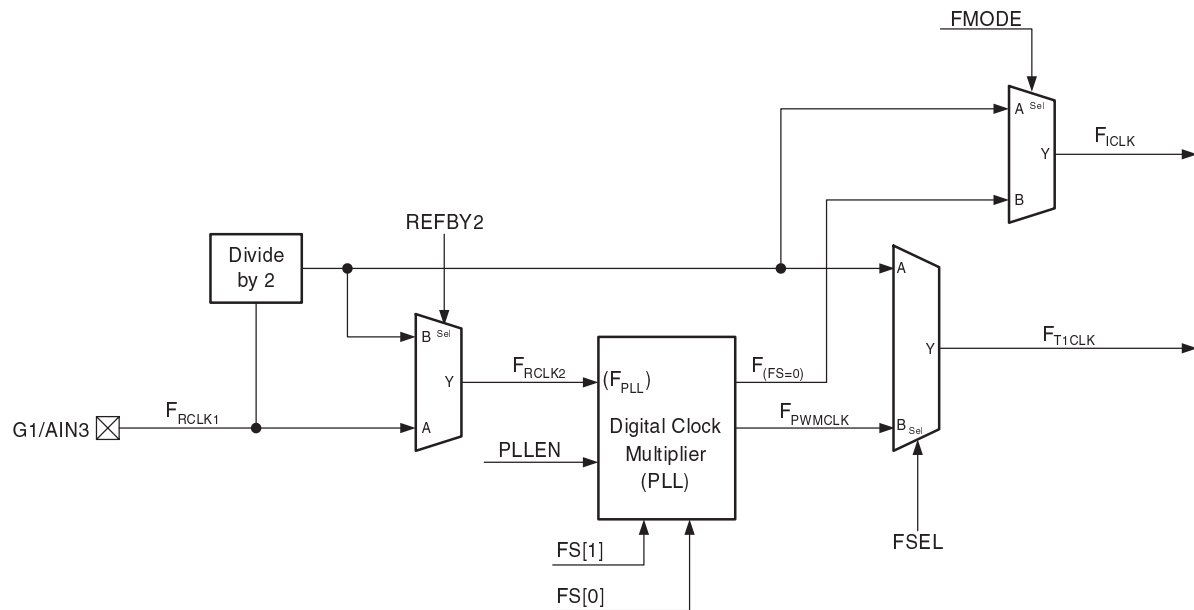 FMODE
A Sel
Y
FICLK
B
REFBY2
Divide
by 2
A
B Sel
Y
FT1CLK
Y
FRCLK2
(FPLL)
F(FS=0)
G1/AIN3
FRCLK1
A
Digital Clock
Multiplier
(PLL)
FPWMCLK
B Sel
PLLEN
FSEL
FS[1]
FS[0]